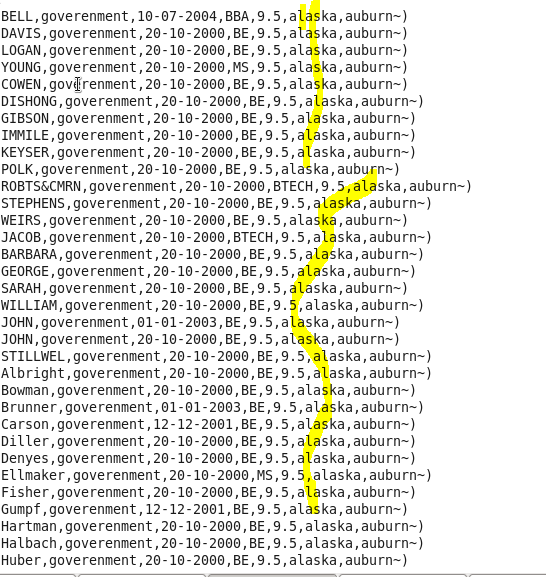 BELL,goverenment,10-07-2004,BBA,9.5,alaska,auburn~)
DAVIS,goverenment,20-10-2000,BE,9.5,alaska,auburn~)
LOGAN,goverenment,20-10-2000,BE,9.5,alaska,auburn~)
YOUNG,goverenment,20-10-2000,MS,9.5,alaska,auburn~)
COWEN,goverenment,20-10-2000,BE,9.5,alaska,auburn~)
DISHONG,goverenment,20-10-2000,BE,9.5,alaska,auburn~)
GIBSON,goverenment,20-10-2000,BE,9.5,alaska,auburn~)
IMMILE,goverenment,20-10-2000,BE,9.5,alaska,auburn~)
KEYSER,goverenment,20-10-2000,BE,9.5,alaska,auburn~)
POLK,goverenment,20-10-2000,BE,9.5,alaska,auburn~)
ROBTS&CMRN,goverenment,20-10-2000,BTECH,9.5,alaska,auburn~)
STEPHENS,goverenment,20-10-2000,BE,9.5,alaska,auburn~)
WEIRS,goverenment,20-10-2000,BE,9.5,alaska,auburn~)
JACOB,goverenment,20-10-2000,BTECH,9.5,alaska,auburn~)
BARBARA,goverenment,20-10-2000,BE,9.5,alaska,auburn~)
GEORGE,goverenment,20-10-2000,BE,9.5,alaska,auburn~)
SARAH,goverenment,20-10-2000,BE,9.5,alaska,auburn~)
WILLIAM,goverenment,20-10-2000,BE,9.5,alaska,auburn~)
JOHN,goverenment,01-01-2003,BE,9.5,alaska,auburn~)
JOHN,goverenment,20-10-2000,BE,9.5,alaska,auburn~)
STILLWEL,goverenment,20-10-2000,BE,9.5,alaska,auburn~)
Albright,goverenment,20-10-2000,BE,9.5,alaska,auburn~)
Bowman,goverenment,20-10-2000,BE,9.5,alaska,auburn~)
Brunner,goverenment,01-01-2003,BE,9.5,alaska,auburn~)
Carson,goverenment,12-12-2001,BE,9.5,alaska,auburn~)
Diller,goverenment,20-10-2000,BE,9.5,alaska,auburn~)
Denyes,goverenment,20-10-2000,BE,9.5,alaska,auburn~)
Ellmaker,goverenment,20-10-2000,MS,9.5,alaska,auburn~)
Fisher,goverenment,20-10-2000,BE,9.5,alaska,auburn~)
Gumpf,goverenment,12-12-2001,BE,9.5,alaska,auburn~)
Hartman,goverenment,20-10-2000,BE,9.5,alaska,auburn~)
Halbach,goverenment,20-10-2000,BE,9.5,alaska,auburn~)
Huber,goverenment,20-10-2000,BE,9.5,alaska,auburn~)